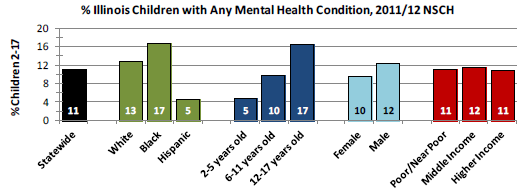 % Illinois Children with Any Mental Health Condition, 2011/12 NSCH
% Children 2-17
20
16
12
8
4
0
11
13
17
5
5
10
17
10
12
11
12
11
Statewide
White
Black
Hispanic
2-5 years old
6-11 years old
12-17 years old
Female
Male
Poor/Near Poor
Middle Income
Higher Income